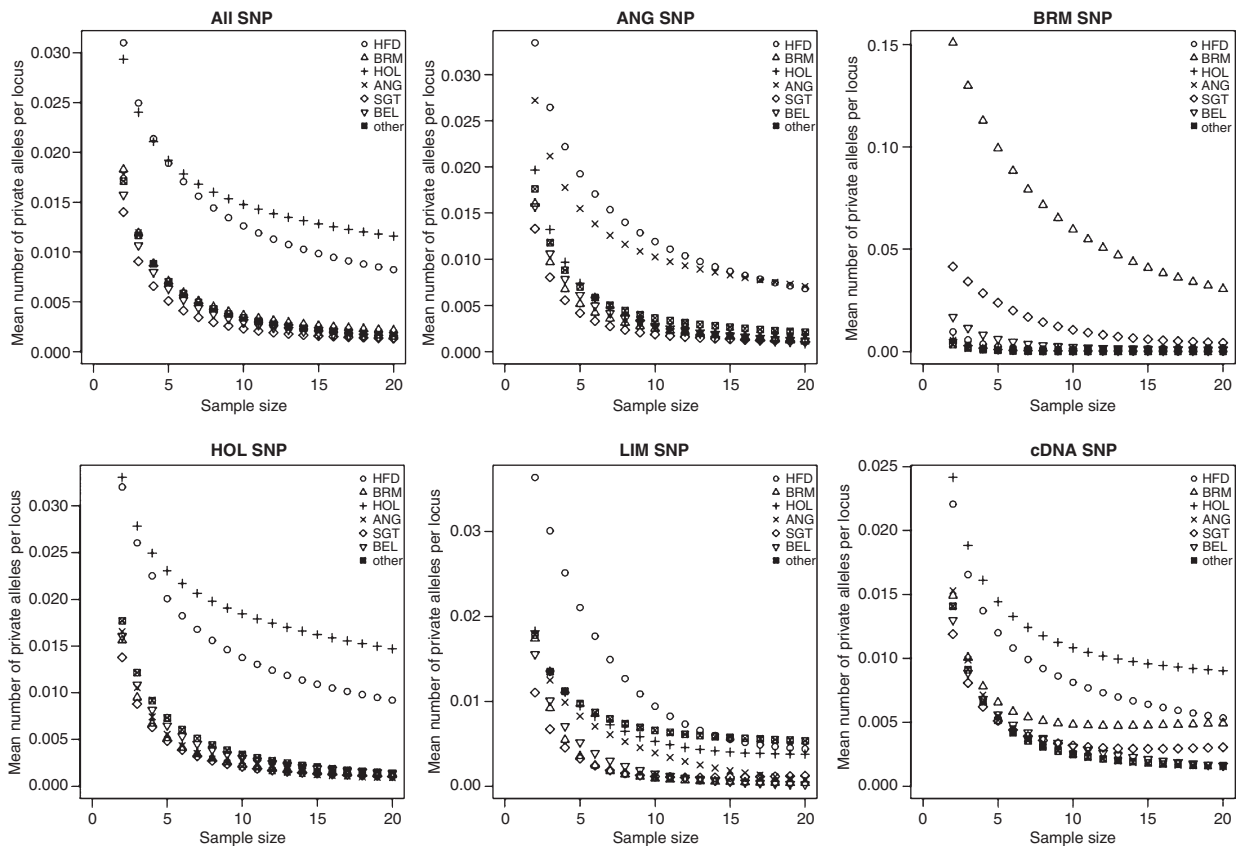 All SNP
Mean number of private alleles per locus
0.030
0.025
0.020
0.015
0.010
0.005
0.000
HFD
BRM
HOL
ANG
SGT
BEL
other
0 5 10 15 20
Sample size
ANG SNP
Mean number of private alleles per locus
0.030
0.025
0.020
0.015
0.010
0.005
0.000
HFD
BRM
HOL
ANG
SGT
BEL
other
0 5 10 15 20
Sample size
BRM SNP
Mean number of private alleles per locus
0.15
0.10
0.05
0.00
HFD
BRM
HOL
ANG
SGT
BEL
other
0 5 10 15 20
Sample size
HOL SNP
Mean number of private alleles per locus
0.030
0.025
0.020
0.015
0.010
0.005
0.000
HFD
BRM
HOL
ANG
SGT
BEL
other
0 5 10 15 20
Sample size
LIM SNP
Mean number of private alleles per locus
0.03
0.02
0.01
0.00
HFD
BRM
HOL
ANG
SGT
BEL
other
0 5 10 15 20
Sample size
cDNA SNP
Mean number of private alleles per locus
0.025
0.020
0.015
0.010
0.005
0.000
HFD
BRM
HOL
ANG
SGT
BEL
other
0 5 10 15 20
Sample size